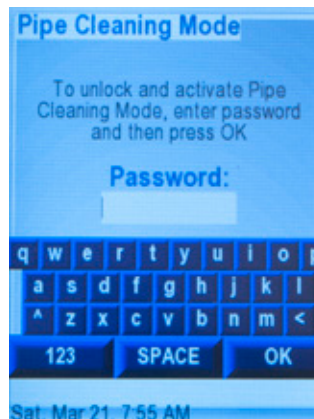 Pipe Cleaning Mode
To unlock and activate Pipe
Cleaning Mode, enter password
and then press OK
Password:
q w e r t y u i o p
a s d f g h j k l
^ z x c v b n m <
123 SPACE OK
Sat, Mar 21, 7:55 AM